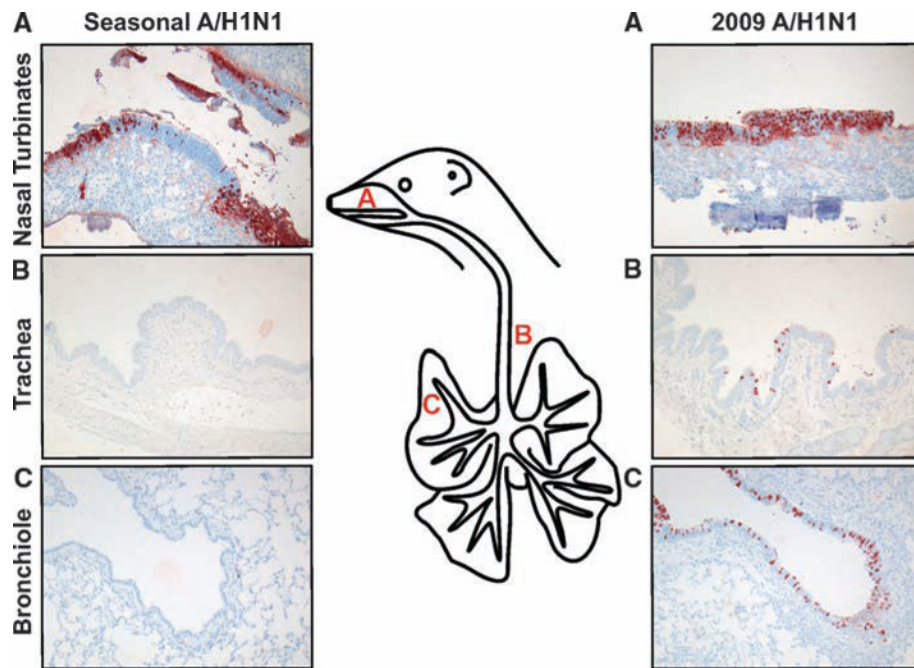 A Seasonal A/H1N1
A 2009 A/H1N1
Nasal Turbinates
A
B
B
Trachea
B
C
C
C
Bronchiole